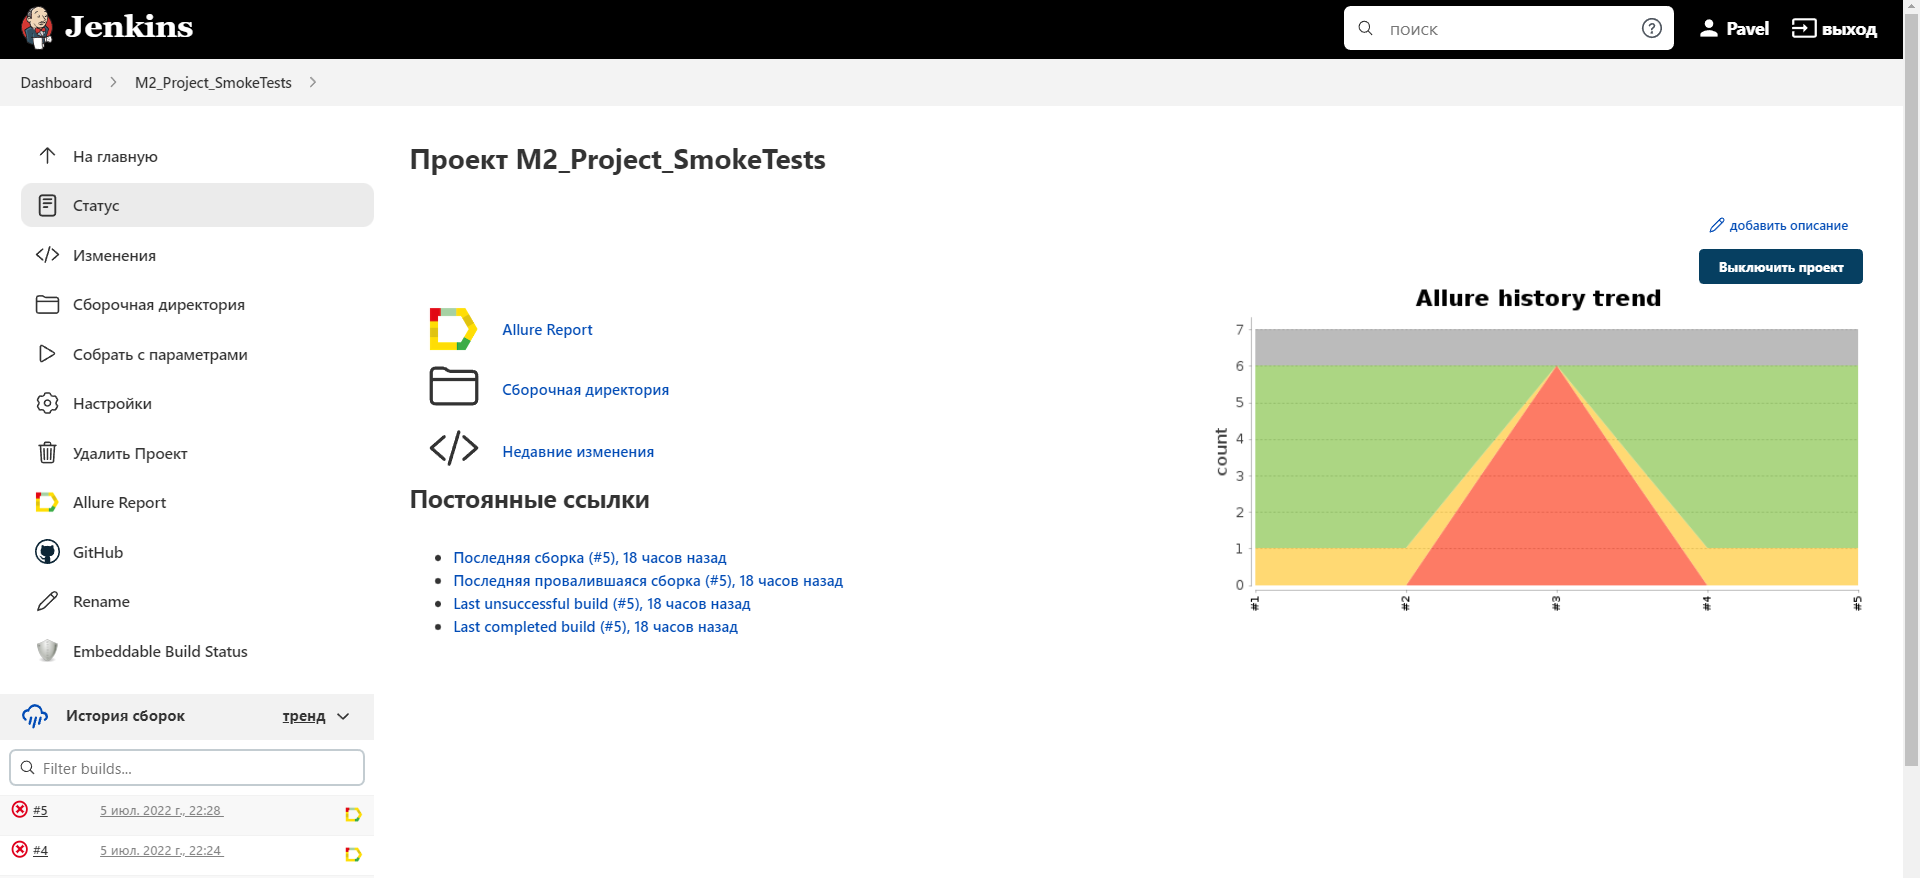 Jenkins
поиск
Pavel
выход
Dashboard
M2_Project_SmokeTests
На главную
Статус
Изменения
Сборочная директория
Собрать с параметрами
Настройки
Удалить Проект
Allure Report
GitHub
Rename
Embeddable Build Status
История сборок
тренд
Filter builds...
#5
5 июл. 2022 г., 22:28
#4
5 июл. 2022 г., 22:24
Проект M2_Project_SmokeTests
добавить описание
Выключить проект
Allure Report
Сборочная директория
Недавние изменения
Постоянные ссылки
Последняя сборка (#5), 18 часов назад
Последняя провалившаяся сборка (#5), 18 часов назад
Last unsuccessful build (#5), 18 часов назад
Last completed build (#5), 18 часов назад
Allure history trend
count
7
6
5
4
3
2
1
0
#1
#2
#3
#4
#5